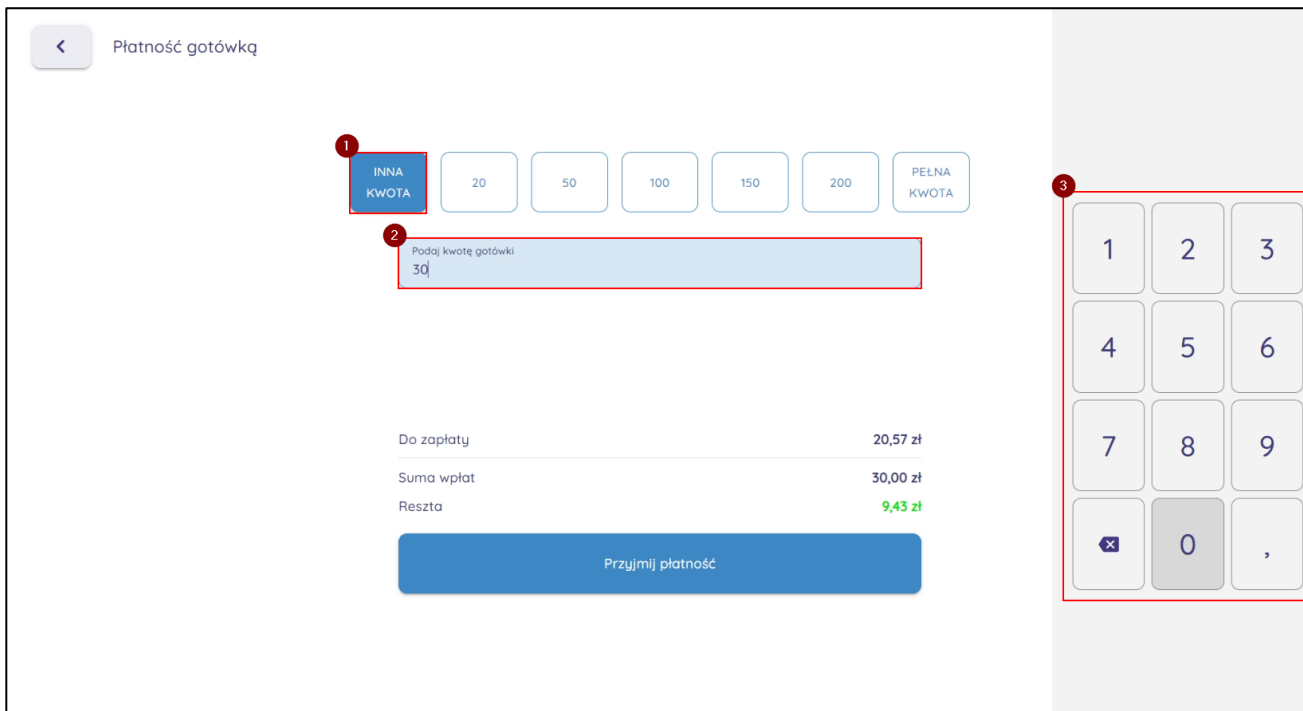 Płatność gotówką
1
INNA
KWOTA
20
50
100
150
200
PEŁNA
KWOTA
2
Podaj kwotę gotówki
30
3
1 2 3
4 5 6
7 8 9
0 ,
Do zapłaty 20,57 zł
Suma wpłat 30,00 zł
Reszta 9,43 zł
Przyjmij płatność